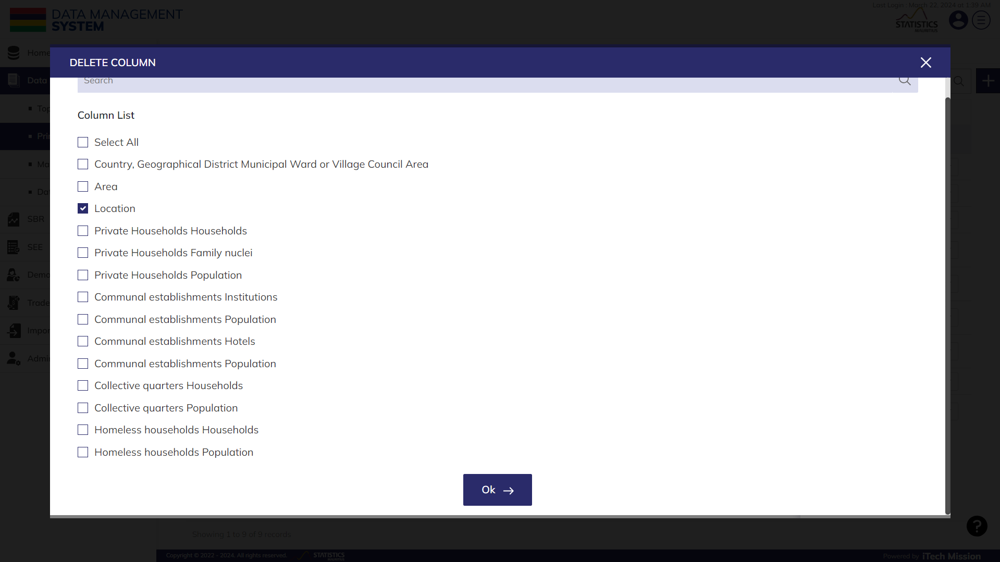 Last Login : March 22, 2024 at 1:39 AM
DATA MANAGEMENT
SYSTEM
STATISTICS
MAURITIUS
Home
DELETE COLUMN
Data
Search
Top
Column List
Select All
Country, Geographical District Municipal Ward or Village Council Area
Area
Location
Private Households Households
Private Households Family nuclei
Private Households Population
Communal establishments Institutions
Communal establishments Population
Communal establishments Hotels
Communal establishments Population
Collective quarters Households
Collective quarters Population
Homeless households Households
Homeless households Population
Pri
Ma
Dat
SBR
SEE
Demo
Trade
Impor
Admi
Ok
Showing 1 to 9 of 9 records
Copyright © 2022 - 2024. All rights reserved.
STATISTICS
MAURITIUS
Powered by iTech Mission